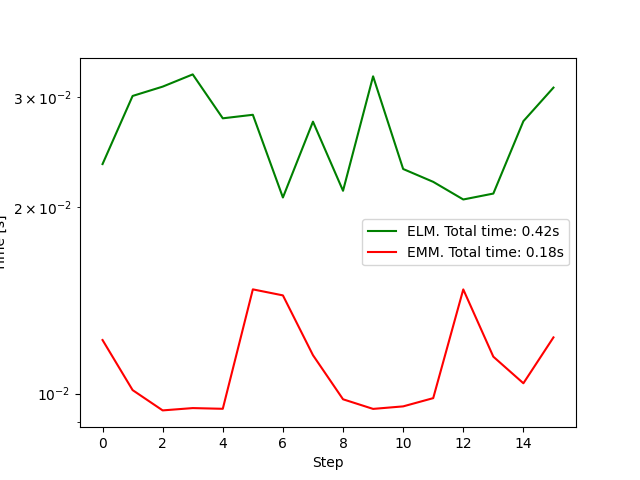 3 × 10⁻²
2 × 10⁻²
10⁻²
Time [s]
ELM. Total time: 0.42s
EMM. Total time: 0.18s
0 2 4 6 8 10 12 14
Step